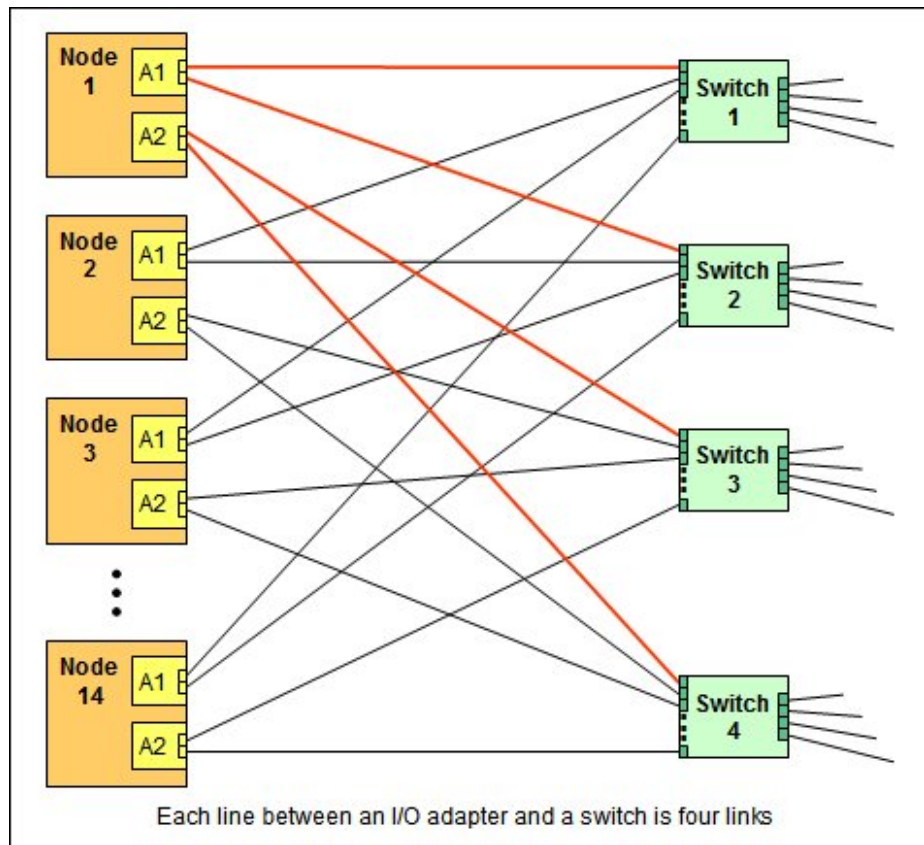 Node
1
A1
A2
Node
2
A1
A2
Node
3
A1
A2
Node
14
A1
A2
Switch
1
Switch
2
Switch
3
Switch
4
Each line between an I/O adapter and a switch is four links